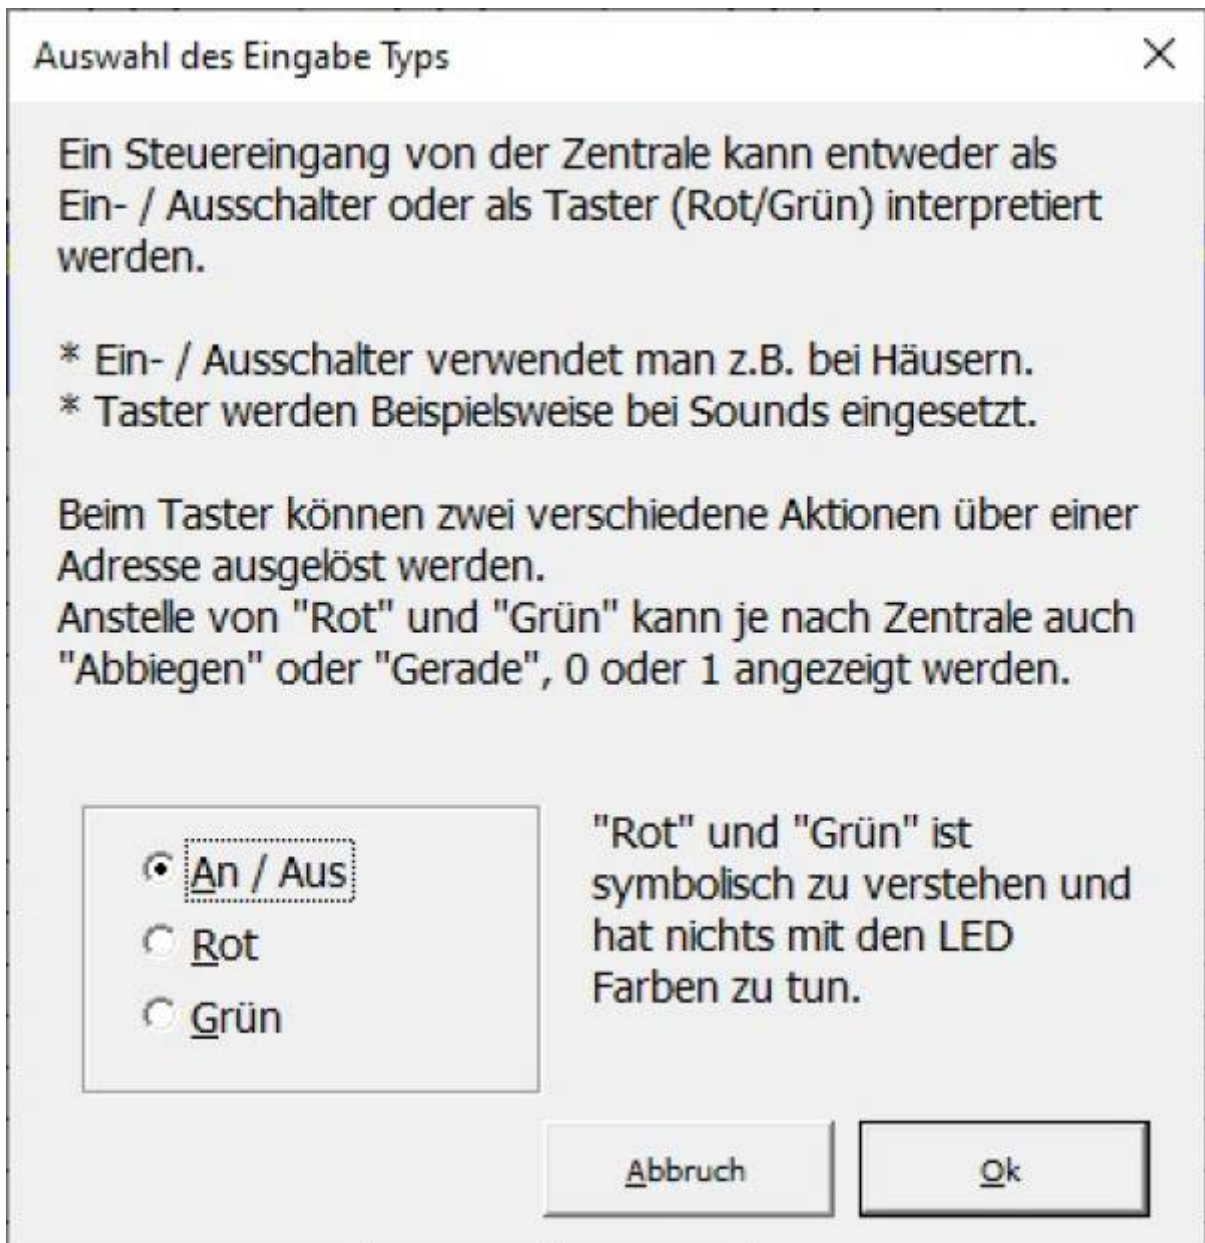 Auswahl des Eingabe Typs
Ein Steuereingang von der Zentrale kann entweder als
Ein- / Ausschalter oder als Taster (Rot/Grün) interpretiert
werden.
* Ein- / Ausschalter verwendet man z.B. bei Häusern.
* Taster werden Beispielsweise bei Sounds eingesetzt.
Beim Taster können zwei verschiedene Aktionen über einer
Adresse ausgelöst werden.
Anstelle von "Rot" und "Grün" kann je nach Zentrale auch
"Abbiegen" oder "Gerade", 0 oder 1 angezeigt werden.
An / Aus
Rot
Grün
"Rot" und "Grün" ist
symbolisch zu verstehen und
hat nichts mit den LED
Farben zu tun.
Abbruch
Ok